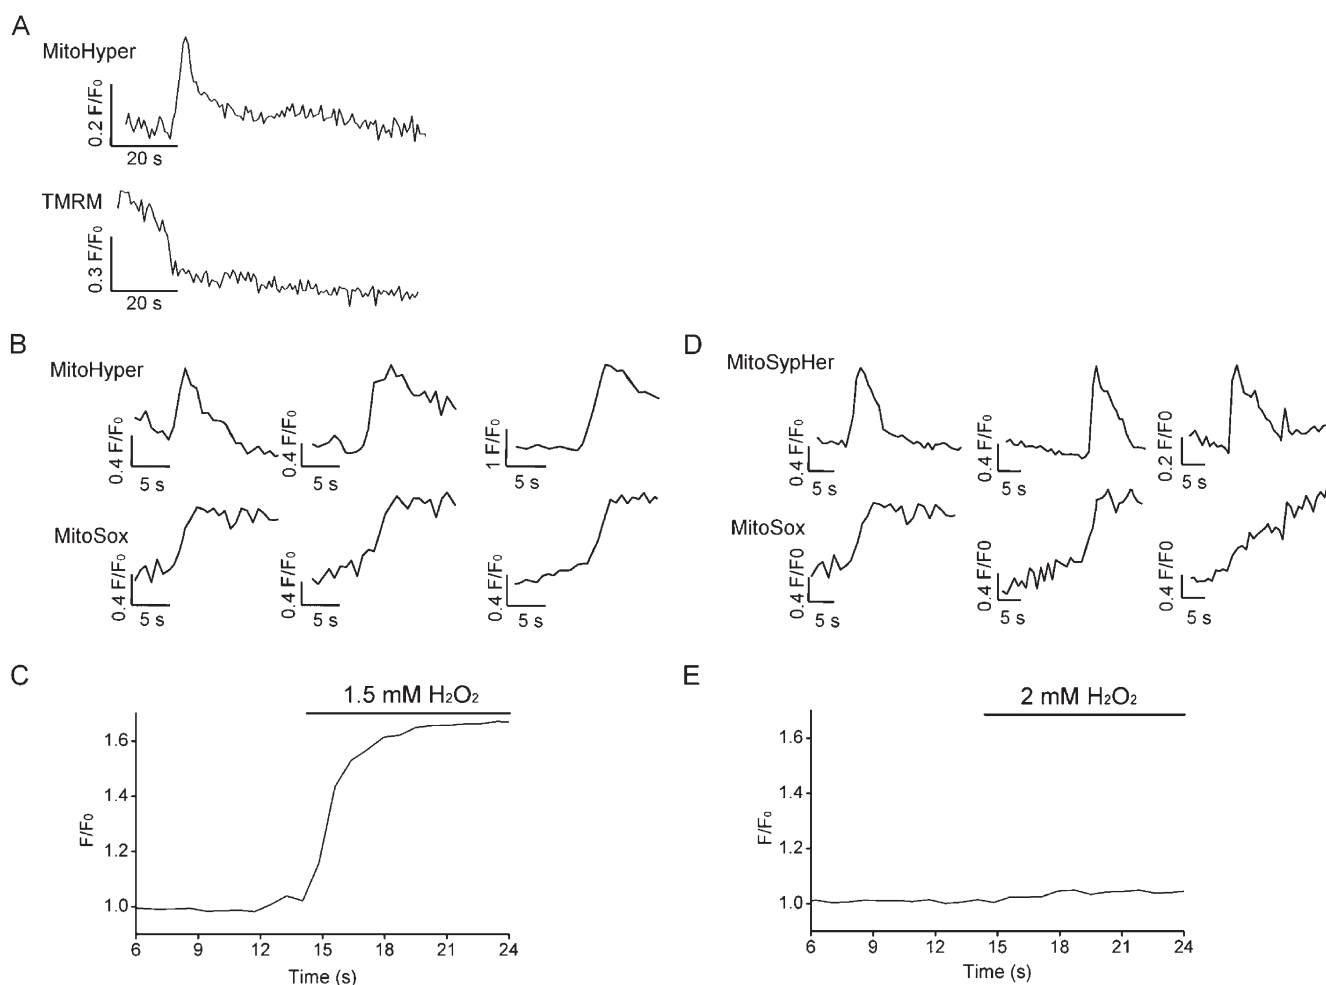 A
MitoHyper
0.2 F/F₀
20 s
TMRM
0.3 F/F₀
20 s
B
MitoHyper
0.4 F/F₀
5 s
0.4 F/F₀
5 s
1 F/F₀
5 s
MitoSox
0.4 F/F₀
5 s
0.4 F/F₀
5 s
0.4 F/F₀
5 s
D
MitoSypHer
0.4 F/F₀
5 s
0.4 F/F₀
5 s
0.2 F/F0
5 s
MitoSox
0.4 F/F0
5 s
0.4 F/F0
5 s
0.4 F/F0
5 s
C
1.5 mM H₂O₂
F/F₀
1.6
1.4
1.2
1.0
6 9 12 15 18 21 24
Time (s)
E
2 mM H₂O₂
F/F₀
1.6
1.4
1.2
1.0
6 9 12 15 18 21 24
Time (s)